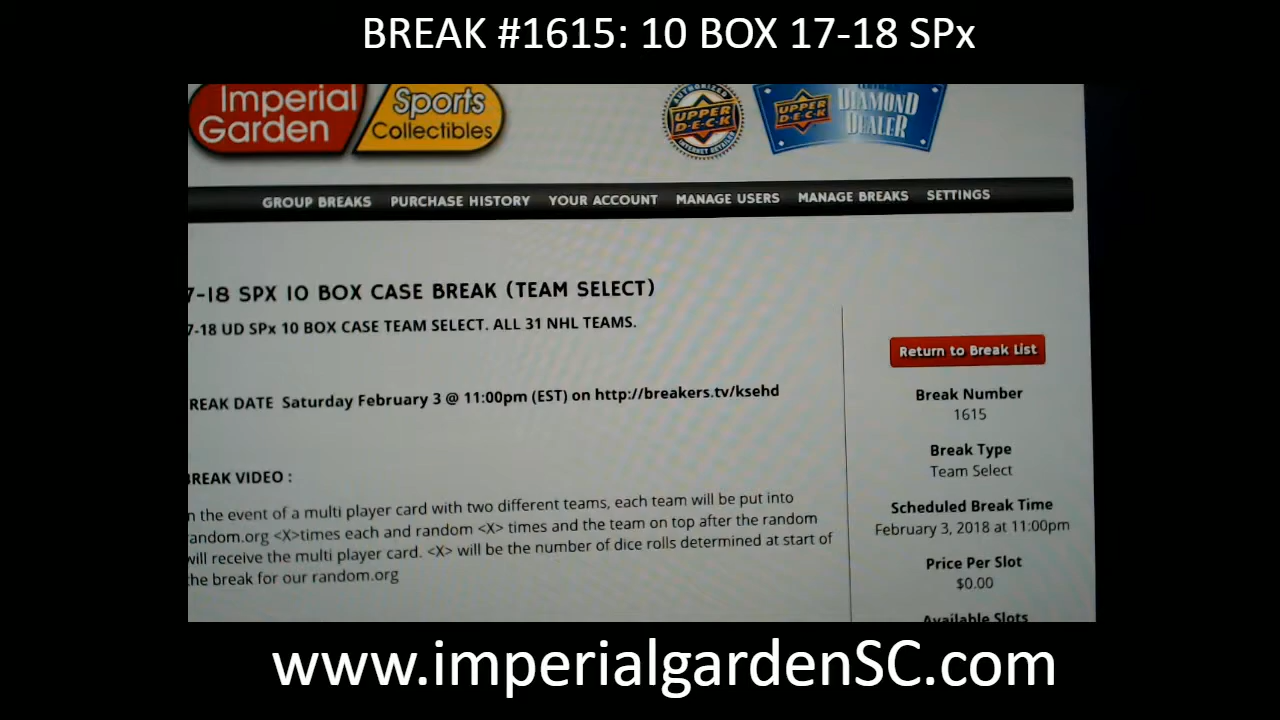 BREAK #1615: 10 BOX 17-18 SPx
Imperial Garden
Sports Collectibles
AUTHORIZED
UPPER D·E·C·K
INTERNET RETAILER
UPPER D·E·C·K
DIAMOND DEALER
GROUP BREAKS PURCHASE HISTORY YOUR ACCOUNT MANAGE USERS MANAGE BREAKS SETTINGS
7-18 SPX 10 BOX CASE BREAK (TEAM SELECT)
7-18 UD SPx 10 BOX CASE TEAM SELECT. ALL 31 NHL TEAMS.
REAK DATE Saturday February 3 @ 11:00pm (EST) on http://breakers.tv/ksehd
REAK VIDEO :
n the event of a multi player card with two different teams, each team will be put into
andom.org <X>times each and random <X> times and the team on top after the random
will receive the multi player card. <X> will be the number of dice rolls determined at start of
the break for our random.org
Return to Break List
Break Number
1615
Break Type
Team Select
Scheduled Break Time
February 3, 2018 at 11:00pm
Price Per Slot
$0.00
Available Slots
www.imperialgardenSC.com